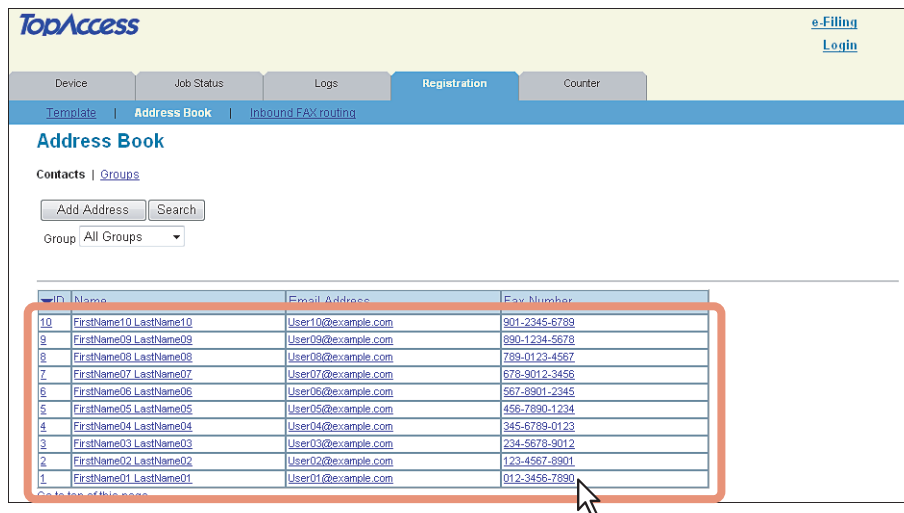 TopAccess
e-Filing
Login
Device Job Status Logs Registration Counter
Template | Address Book | Inbound FAX routing
Address Book
Contacts | Groups
Add Address Search
Group All Groups
ID Name Email Address Fax Number
10 FirstName10 LastName10 User10@example.com 901-2345-6789
9 FirstName09 LastName09 User09@example.com 890-1234-5678
8 FirstName08 LastName08 User08@example.com 789-0123-4567
7 FirstName07 LastName07 User07@example.com 678-9012-3456
6 FirstName06 LastName06 User06@example.com 567-8901-2345
5 FirstName05 LastName05 User05@example.com 456-7890-1234
4 FirstName04 LastName04 User04@example.com 345-6789-0123
3 FirstName03 LastName03 User03@example.com 234-5678-9012
2 FirstName02 LastName02 User02@example.com 123-4567-8901
1 FirstName01 LastName01 User01@example.com 012-3456-7890
Go to top of this page